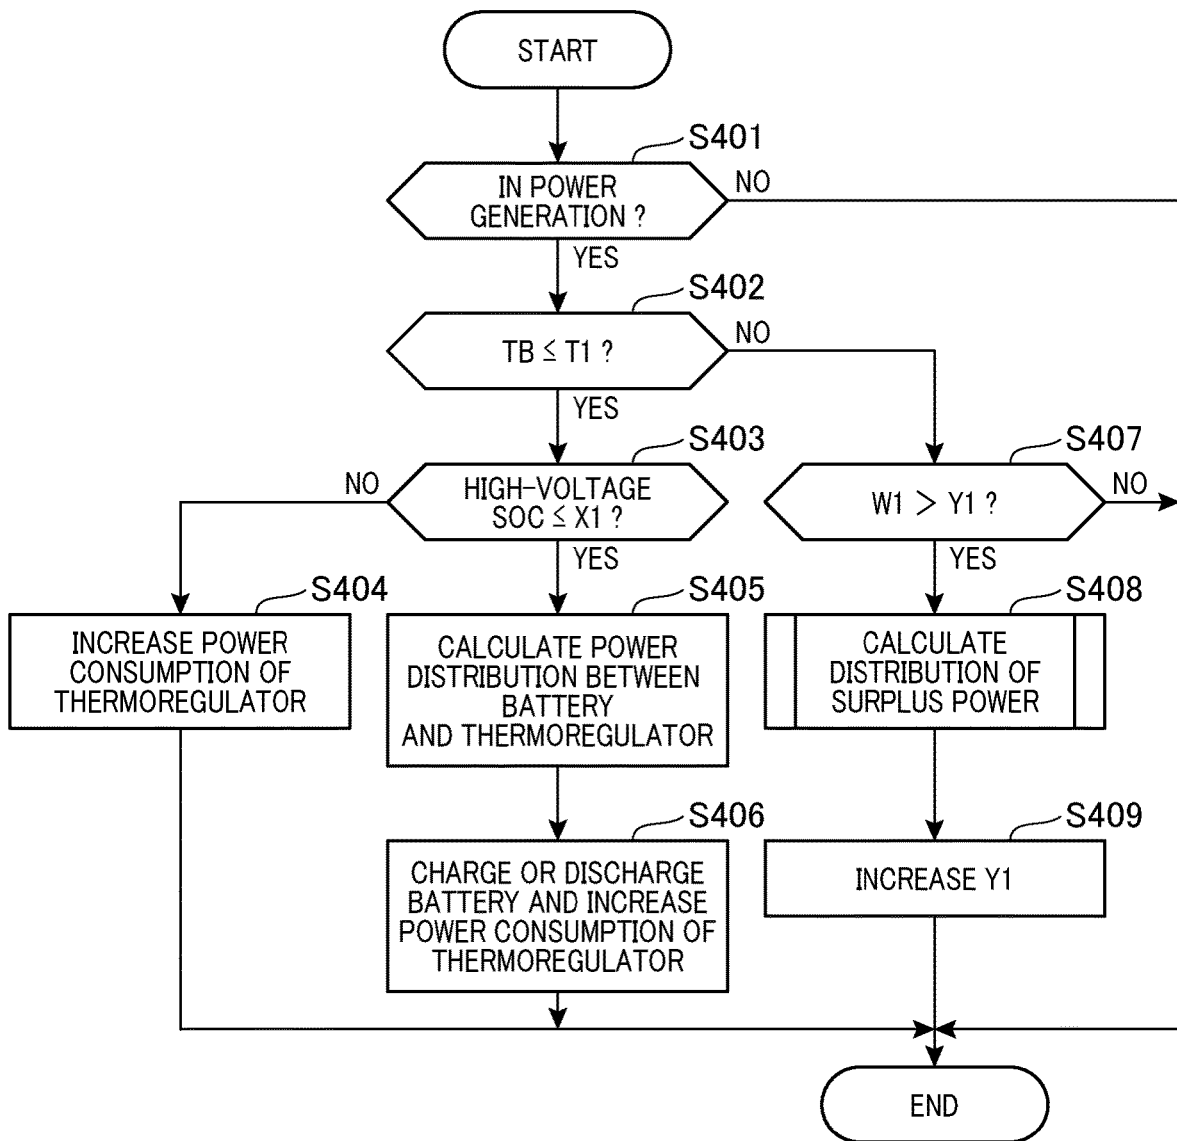 START
S401
IN POWER
GENERATION ?
NO
YES
S402
TB ≦ T1 ?
NO
YES
S403
HIGH-VOLTAGE
SOC ≦ X1 ?
NO
YES
S407
W1 > Y1 ?
NO
YES
S404
INCREASE POWER
CONSUMPTION OF
THERMOREGULATOR
S405
CALCULATE POWER
DISTRIBUTION BETWEEN
BATTERY
AND THERMOREGULATOR
S408
CALCULATE
DISTRIBUTION OF
SURPLUS POWER
S406
CHARGE OR DISCHARGE
BATTERY AND INCREASE
POWER CONSUMPTION OF
THERMOREGULATOR
S409
INCREASE Y1
END